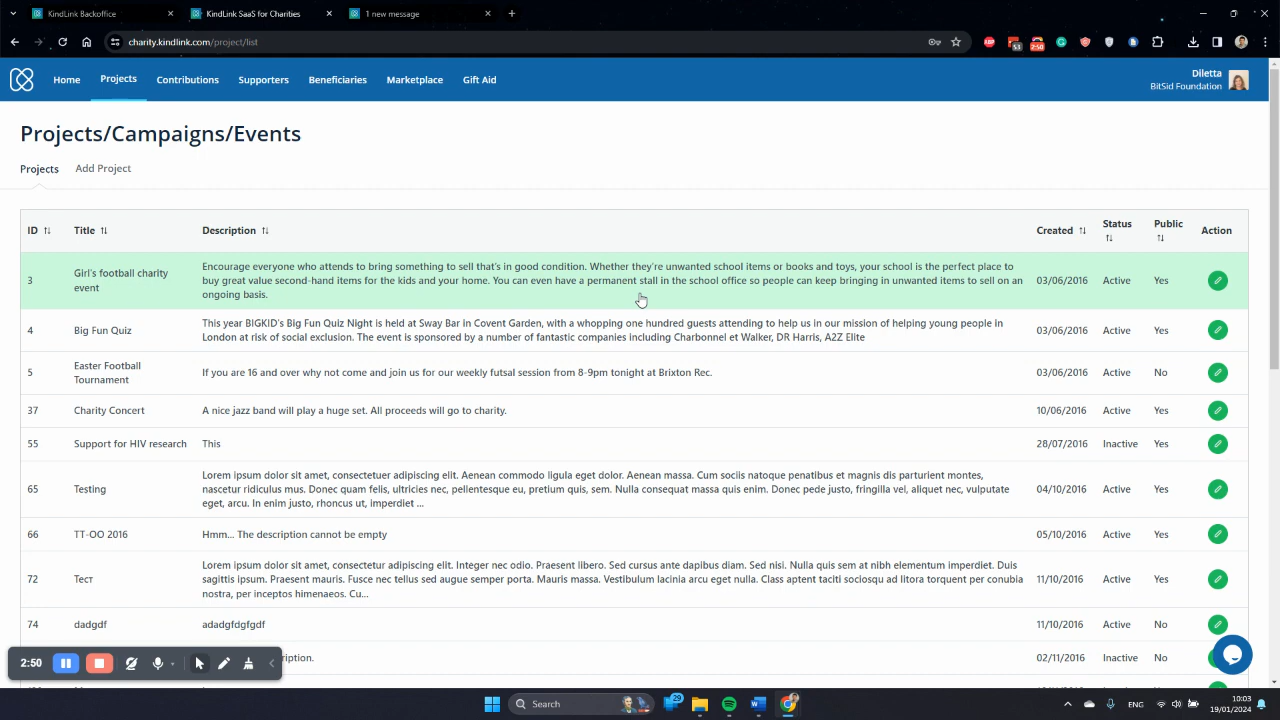 KindLink Backoffice
KindLink SaaS for Charities
1 new message
charity.kindlink.com/project/list
53
2:50
Home
Projects
Contributions
Supporters
Beneficiaries
Marketplace
Gift Aid
Diletta
BitSid Foundation
Projects/Campaigns/Events
Projects
Add Project
ID
Title
Description
Created
Status
Public
Action
3
Girl's football charity
event
Encourage everyone who attends to bring something to sell that's in good condition. Whether they're unwanted school items or books and toys, your school is the perfect place to
buy great value second-hand items for the kids and your home. You can even have a permanent stall in the school office so people can keep bringing in unwanted items to sell on an
ongoing basis.
03/06/2016
Active
Yes
4
Big Fun Quiz
This year BIGKID's Big Fun Quiz Night is held at Sway Bar in Covent Garden, with a whopping one hundred guests attending to help us in our mission of helping young people in
London at risk of social exclusion. The event is sponsored by a number of fantastic companies including Charbonnel et Walker, DR Harris, A2Z Elite
03/06/2016
Active
Yes
5
Easter Football
Tournament
If you are 16 and over why not come and join us for our weekly futsal session from 8-9pm tonight at Brixton Rec.
03/06/2016
Active
No
37
Charity Concert
A nice jazz band will play a huge set. All proceeds will go to charity.
10/06/2016
Active
Yes
55
Support for HIV research
This
28/07/2016
Inactive
Yes
65
Testing
Lorem ipsum dolor sit amet, consectetuer adipiscing elit. Aenean commodo ligula eget dolor. Aenean massa. Cum sociis natoque penatibus et magnis dis parturient montes,
nascetur ridiculus mus. Donec quam felis, ultricies nec, pellentesque eu, pretium quis, sem. Nulla consequat massa quis enim. Donec pede justo, fringilla vel, aliquet nec, vulputate
eget, arcu. In enim justo, rhoncus ut, imperdiet ...
04/10/2016
Active
Yes
66
TT-OO 2016
Hmm... The description cannot be empty
05/10/2016
Active
Yes
72
Тест
Lorem ipsum dolor sit amet, consectetur adipiscing elit. Integer nec odio. Praesent libero. Sed cursus ante dapibus diam. Sed nisi. Nulla quis sem at nibh elementum imperdiet. Duis
sagittis ipsum. Praesent mauris. Fusce nec tellus sed augue semper porta. Mauris massa. Vestibulum lacinia arcu eget nulla. Class aptent taciti sociosqu ad litora torquent per conubia
nostra, per inceptos himenaeos. Cu...
11/10/2016
Active
Yes
74
dadgdf
adadgfdgfgdf
11/10/2016
Active
No
ription.
02/11/2016
Inactive
No
2:50
Search
29
ENG
10:03
19/01/2024